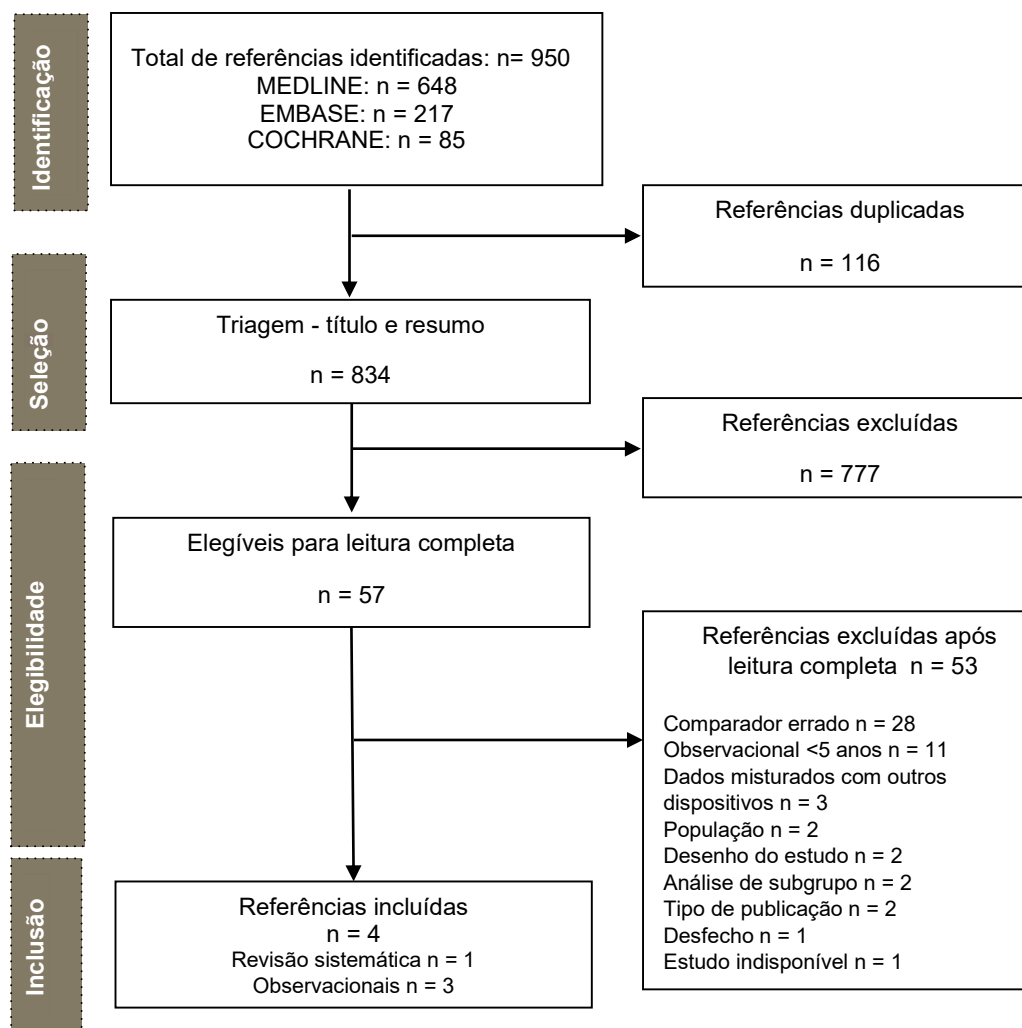 Identificação
Total de referências identificadas: n= 950
MEDLINE: n = 648
EMBASE: n = 217
COCHRANE: n = 85
Referências duplicadas
n = 116
Seleção
Triagem - título e resumo
n = 834
Referências excluídas
n = 777
Elegibilidade
Elegíveis para leitura completa
n = 57
Referências excluídas após
leitura completa n = 53
Comparador errado n = 28
Observacional <5 anos n = 11
Dados misturados com outros
dispositivos n = 3
População n = 2
Desenho do estudo n = 2
Análise de subgrupo n = 2
Tipo de publicação n = 2
Desfecho n = 1
Estudo indisponível n = 1
Inclusão
Referências incluídas
n = 4
Revisão sistemática n = 1
Observacionais n = 3